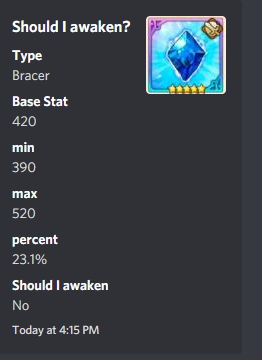 Should I awaken?
Type
Bracer
Base Stat
420
min
390
max
520
percent
23.1%
Should I awaken
No
Today at 4:15 PM